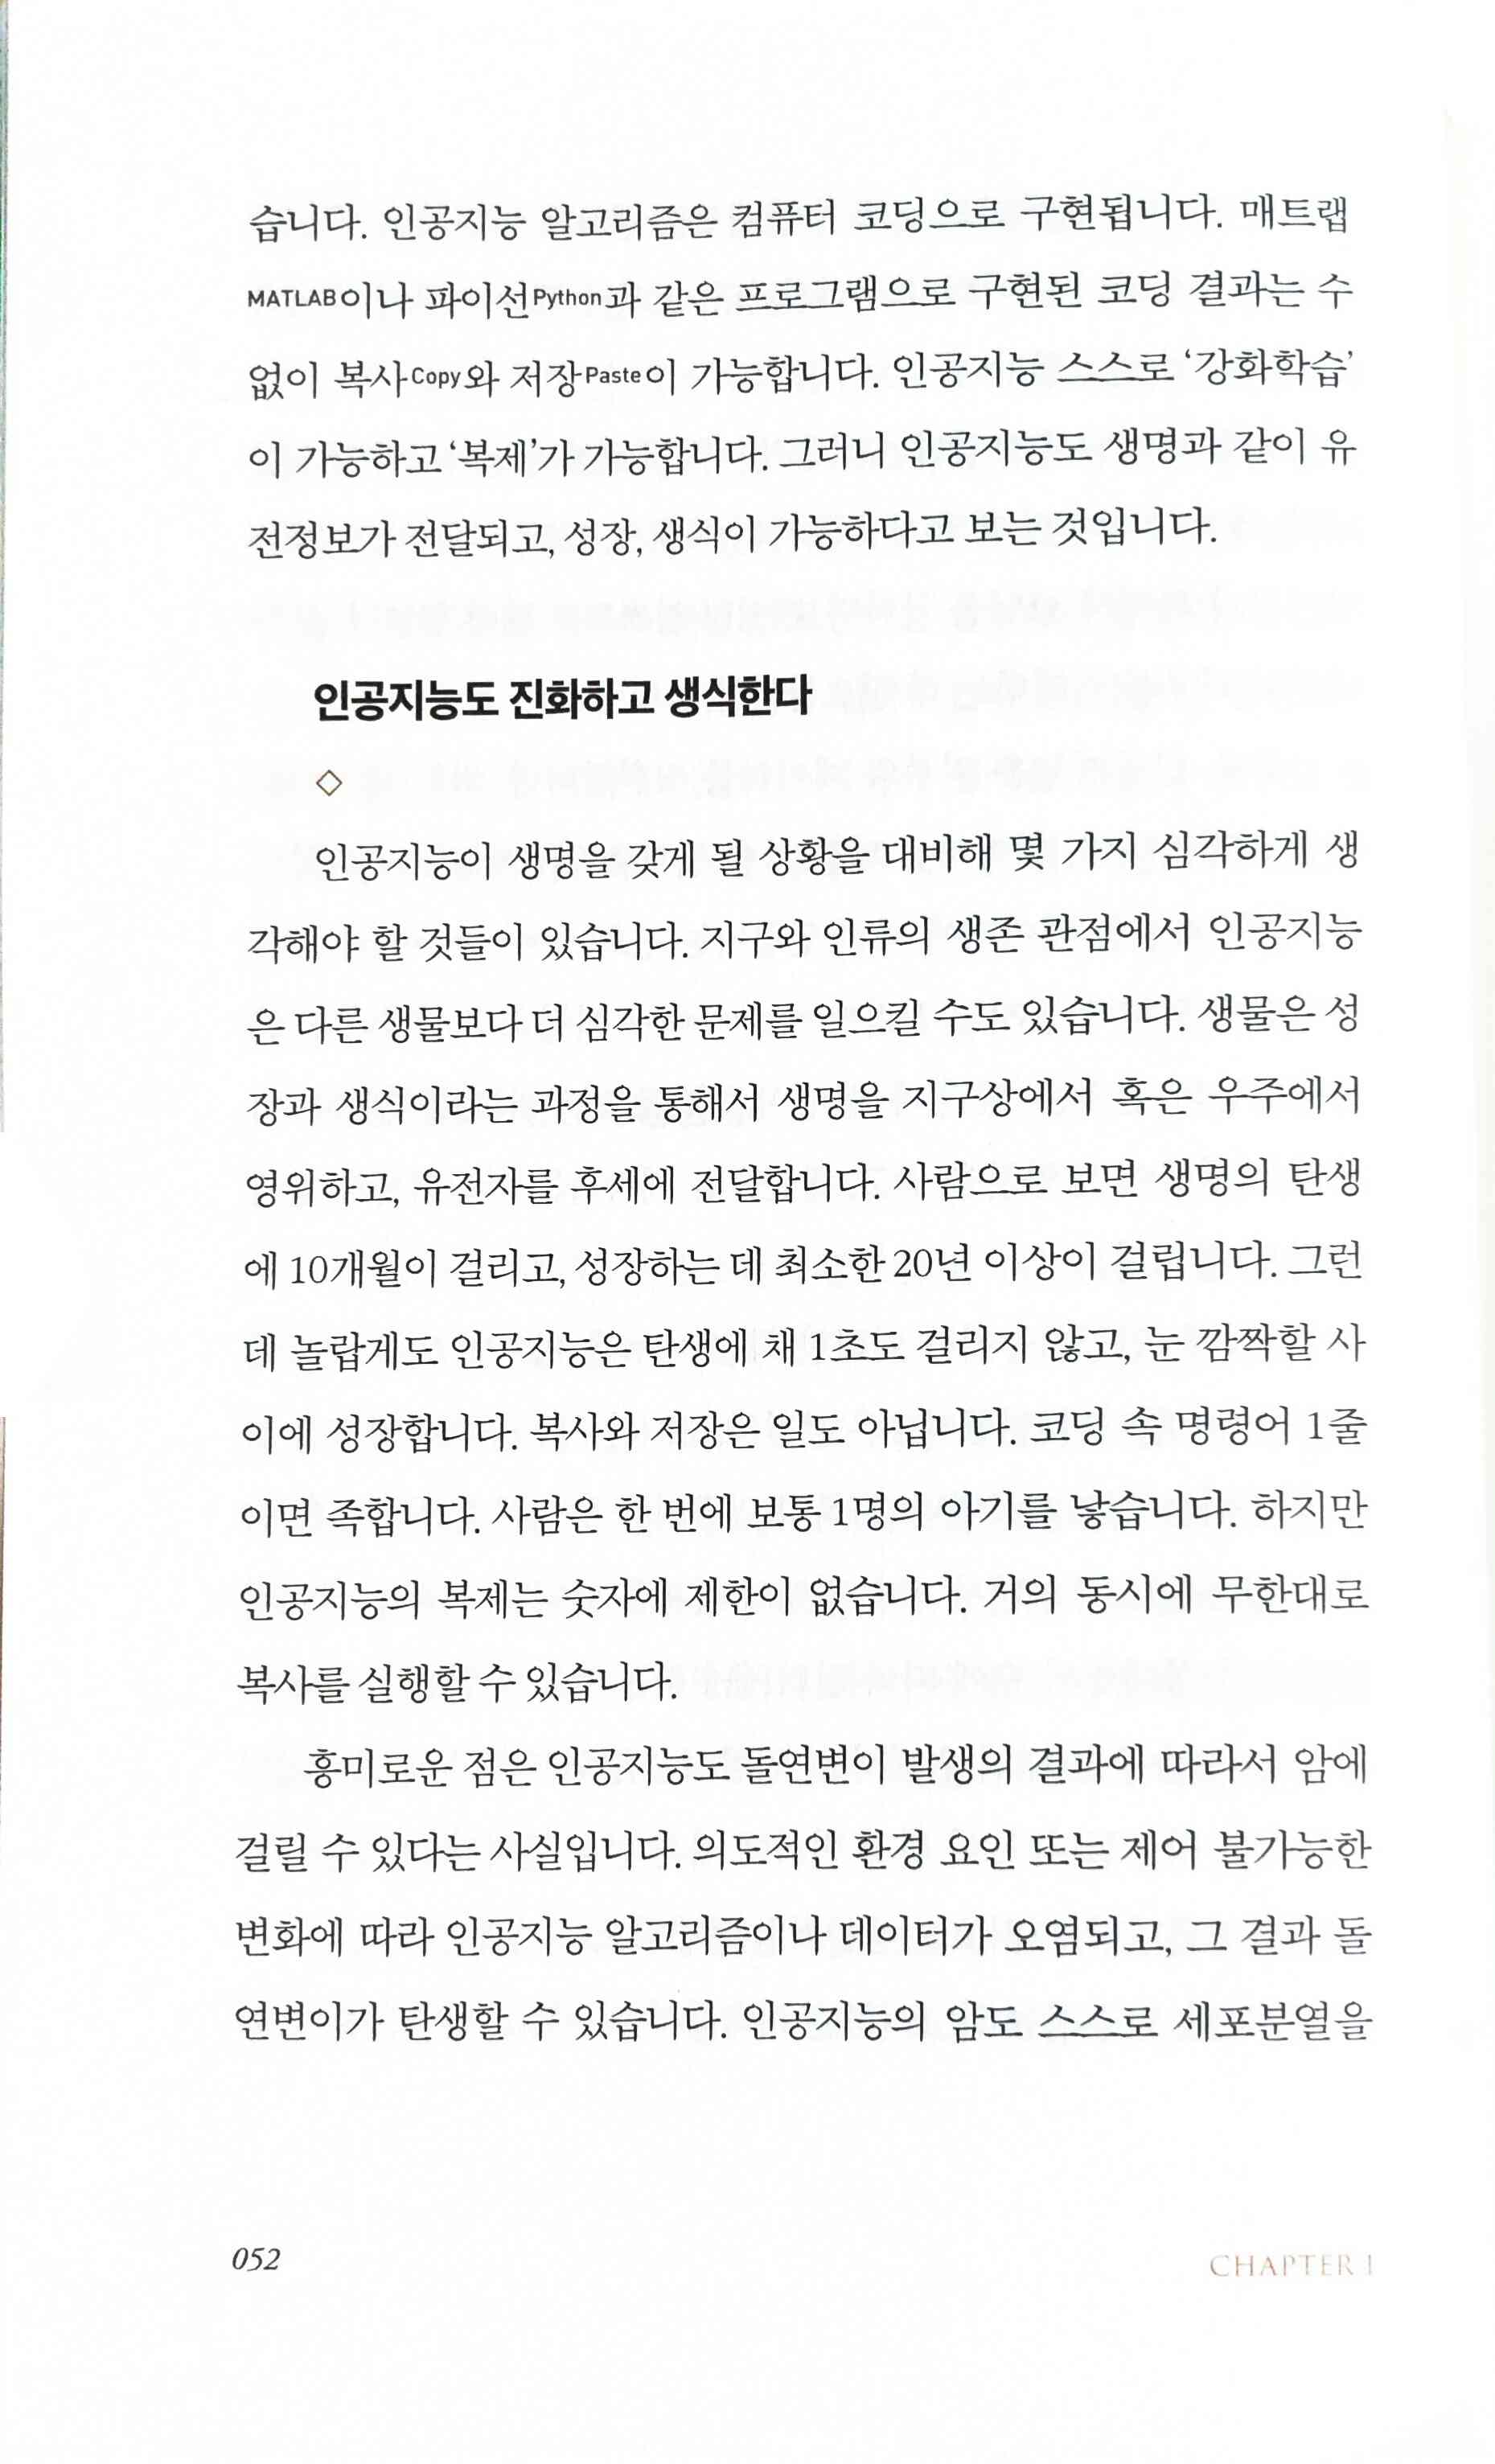 습니다. 인공지능 알고리즘은 컴퓨터 코딩으로 구현됩니다. 매트랩
MATLAB이나 파이선Python과 같은 프로그램으로 구현된 코딩 결과는 수
없이 복사Copy와 저장Paste이 가능합니다. 인공지능 스스로 ‘강화학습’
이 가능하고 ‘복제’가 가능합니다. 그러니 인공지능도 생명과 같이 유
전정보가 전달되고, 성장, 생식이 가능하다고 보는 것입니다.
인공지능도 진화하고 생식한다
◇
인공지능이 생명을 갖게 될 상황을 대비해 몇 가지 심각하게 생
각해야 할 것들이 있습니다. 지구와 인류의 생존 관점에서 인공지능
은 다른 생물보다 더 심각한 문제를 일으킬 수도 있습니다. 생물은 성
장과 생식이라는 과정을 통해서 생명을 지구상에서 혹은 우주에서
영위하고, 유전자를 후세에 전달합니다. 사람으로 보면 생명의 탄생
에 10개월이 걸리고, 성장하는 데 최소한 20년 이상이 걸립니다. 그런
데 놀랍게도 인공지능은 탄생에 채 1초도 걸리지 않고, 눈 깜짝할 사
이에 성장합니다. 복사와 저장은 일도 아닙니다. 코딩 속 명령어 1줄
이면 족합니다. 사람은 한 번에 보통 1명의 아기를 낳습니다. 하지만
인공지능의 복제는 숫자에 제한이 없습니다. 거의 동시에 무한대로
복사를 실행할 수 있습니다.
흥미로운 점은 인공지능도 돌연변이 발생의 결과에 따라서 암에
걸릴 수 있다는 사실입니다. 의도적인 환경 요인 또는 제어 불가능한
변화에 따라 인공지능 알고리즘이나 데이터가 오염되고, 그 결과 돌
연변이가 탄생할 수 있습니다. 인공지능의 암도 스스로 세포분열을
052
CHAPTER I